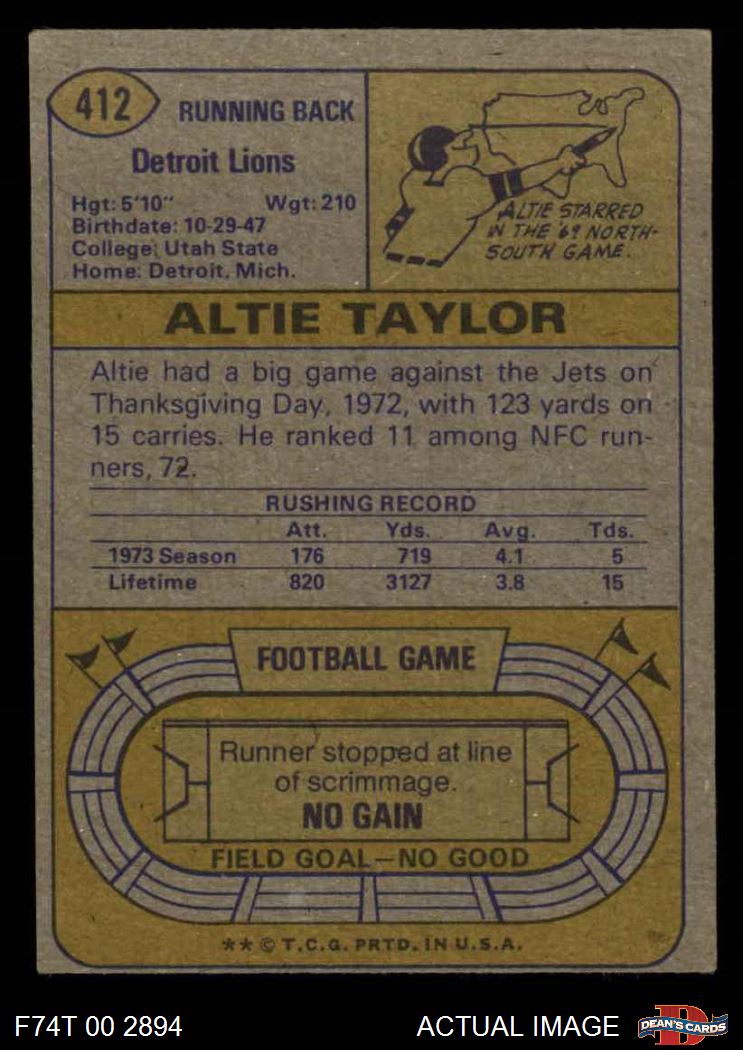 412
RUNNING BACK
Detroit Lions
Hgt: 5'10" Wgt: 210
Birthdate: 10-29-47
College: Utah State
Home: Detroit, Mich.
ALTIE STARRED
IN THE '69 NORTH-
SOUTH GAME.
ALTIE TAYLOR
Altie had a big game against the Jets on
Thanksgiving Day, 1972, with 123 yards on
15 carries. He ranked 11 among NFC run-
ners, 72.
RUSHING RECORD
Att. Yds. Avg. Tds.
1973 Season 176 719 4.1 5
Lifetime 820 3127 3.8 15
FOOTBALL GAME
Runner stopped at line
of scrimmage.
NO GAIN
FIELD GOAL—NO GOOD
** © T.C.G. PRTD. IN U.S.A.
F74T 00 2894 ACTUAL IMAGE
D
DEAN'S CARDS